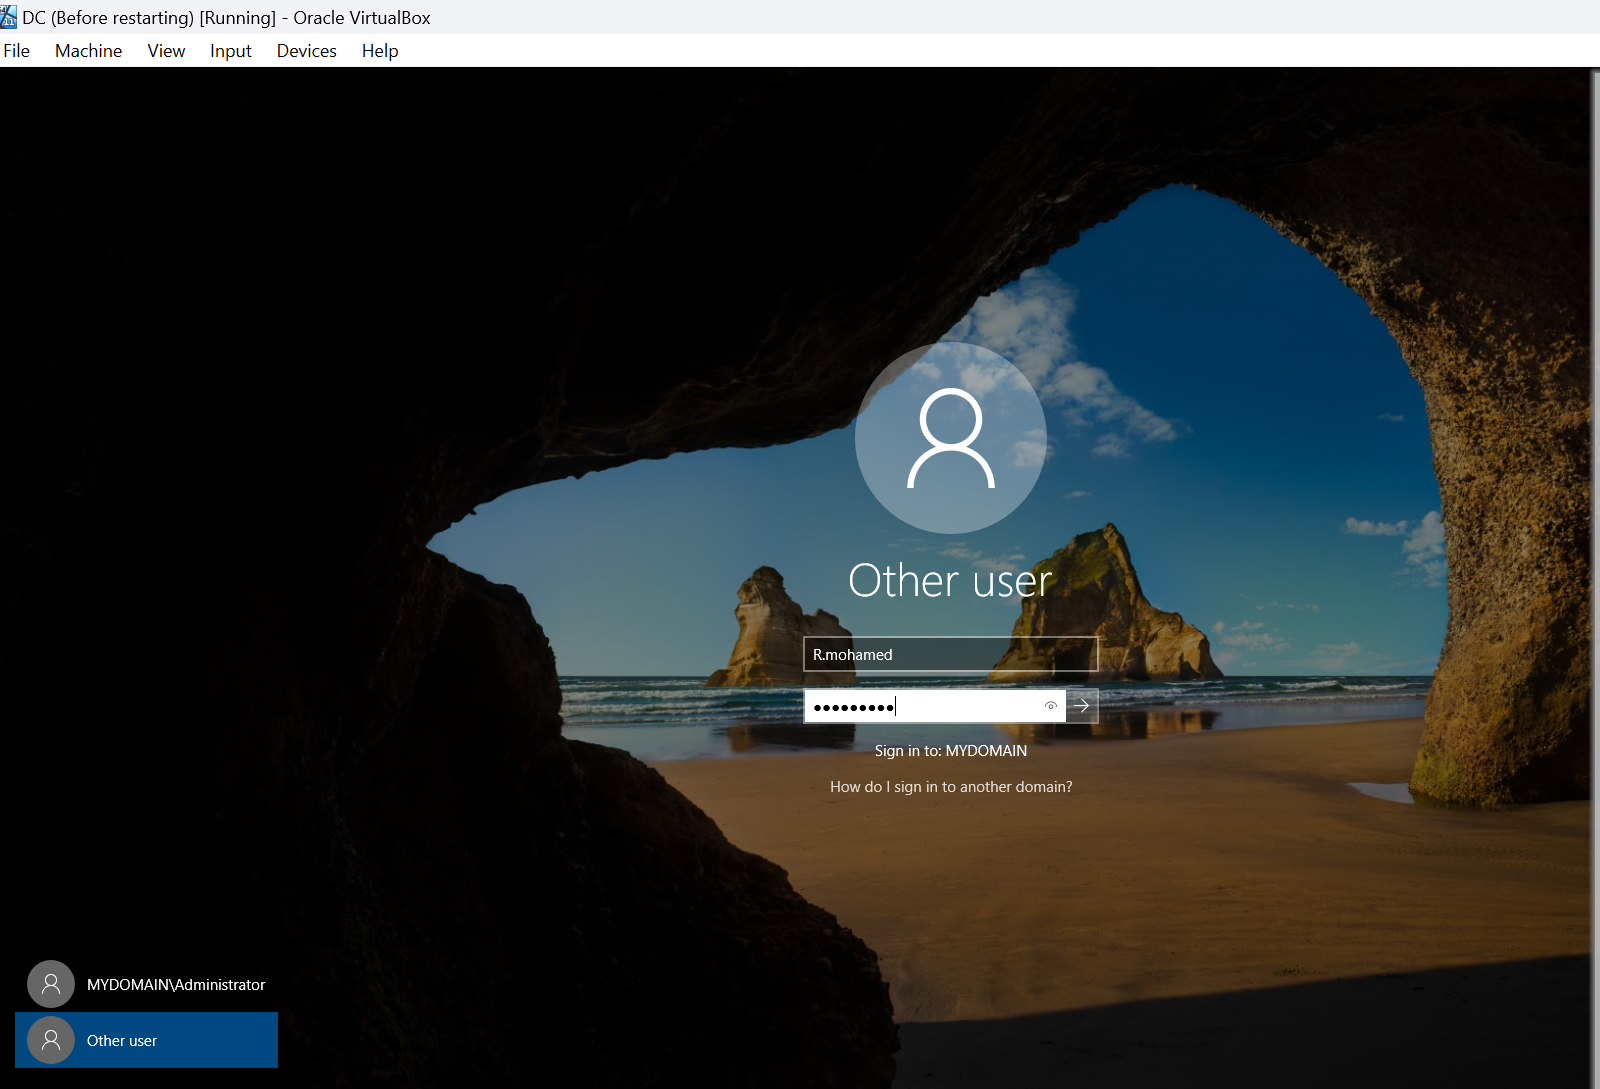 DC (Before restarting) [Running] - Oracle VirtualBox
File Machine View Input Devices Help
Other user
R.mohamed
●●●●●●●●●
Sign in to: MYDOMAIN
How do I sign in to another domain?
MYDOMAIN\Administrator
Other user